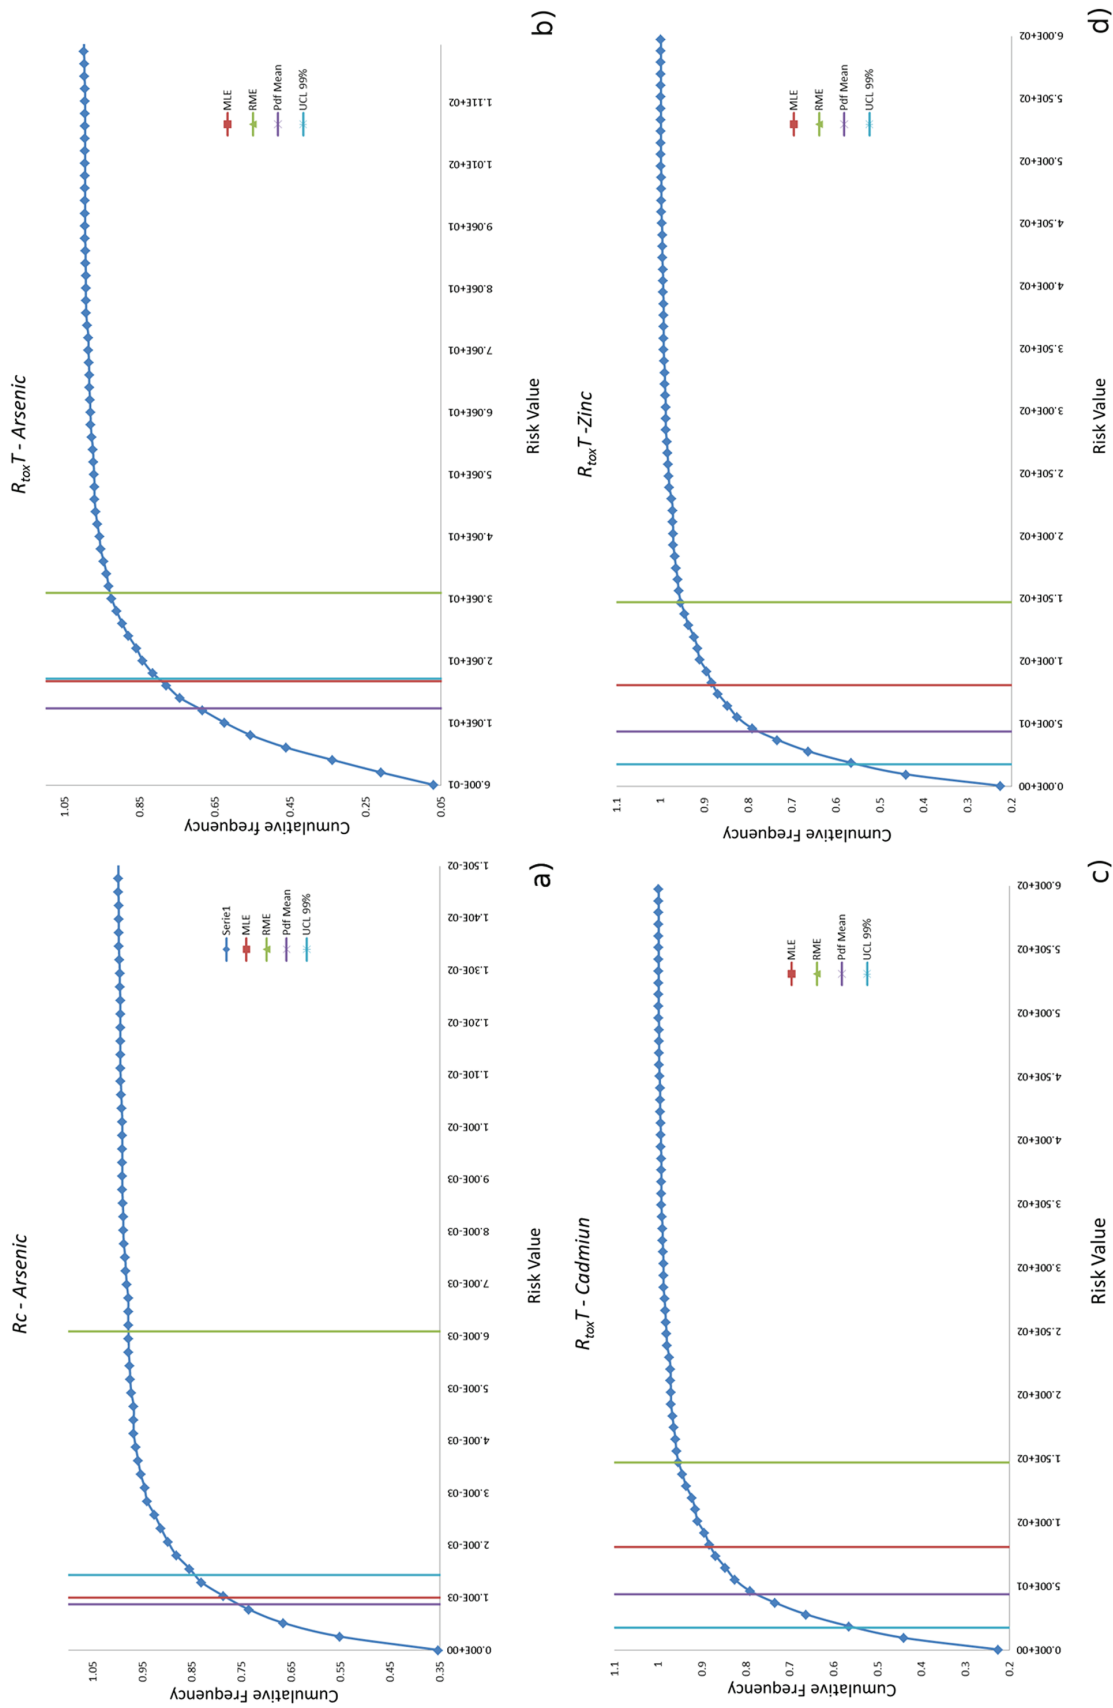 Rc - Arsenic
Cumulative Frequency
1.05
0.95
0.85
0.75
0.65
0.55
0.45
0.35
0.00E+00
1.00E-03
2.00E-03
3.00E-03
4.00E-03
5.00E-03
6.00E-03
7.00E-03
8.00E-03
9.00E-03
1.00E-02
1.10E-02
1.20E-02
1.30E-02
1.40E-02
1.50E-02
Serie1
MLE
RME
Pdf Mean
UCL 99%
Risk Value
a)
RtoxT - Arsenic
Cumulative frequency
1.05
0.85
0.65
0.45
0.25
0.05
6.00E-01
1.06E+01
2.06E+01
3.06E+01
4.06E+01
5.06E+01
6.06E+01
7.06E+01
8.06E+01
9.06E+01
1.01E+02
1.11E+02
MLE
RME
Pdf Mean
UCL 99%
Risk Value
b)
RtoxT - Cadmiun
Cumulative Frequency
1.1
1
0.9
0.8
0.7
0.6
0.5
0.4
0.3
0.2
0.00E+00
5.00E+01
1.00E+02
1.50E+02
2.00E+02
2.50E+02
3.00E+02
3.50E+02
4.00E+02
4.50E+02
5.00E+02
5.50E+02
6.00E+02
MLE
RME
Pdf Mean
UCL 99%
Risk Value
c)
RtoxT -Zinc
Cumulative Frequency
1.1
1
0.9
0.8
0.7
0.6
0.5
0.4
0.3
0.2
0.00E+00
5.00E+01
1.00E+02
1.50E+02
2.00E+02
2.50E+02
3.00E+02
3.50E+02
4.00E+02
4.50E+02
5.00E+02
5.50E+02
6.00E+02
MLE
RME
Pdf Mean
UCL 99%
Risk Value
d)